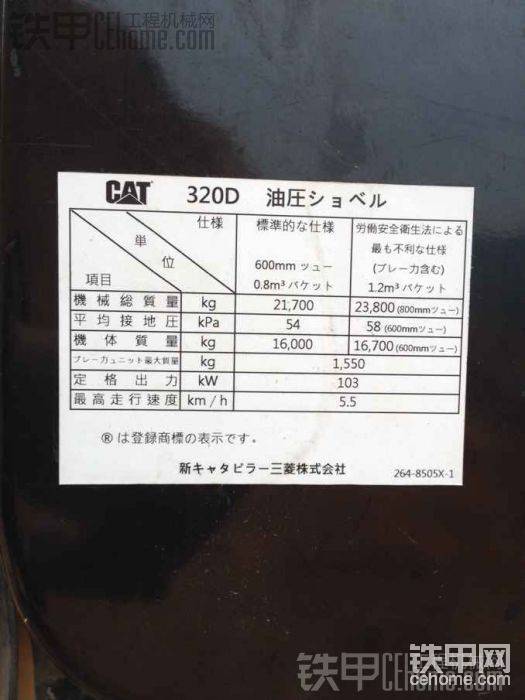 铁甲工程机械网
cehome.com
CAT 320D 油圧ショベル
仕様
単位
項目
標準的な仕様
600mm ツュー
0.8m³ バケット
労働安全衛生法による
最も不利な仕様
(ブレーカ含む)
1.2m³ バケット
機械総質量 kg 21,700 23,800 (800mmツュー)
平均接地圧 kPa 54 58 (600mmツュー)
機体質量 kg 16,000 16,700 (600mmツュー)
ブレーカユニット最大質量 kg 1,550
定格出力 kW 103
最高走行速度 km/h 5.5
®は登録商標の表示です。
新キャタピラー三菱株式会社 264-8505X-1
铁甲网
cehome.com